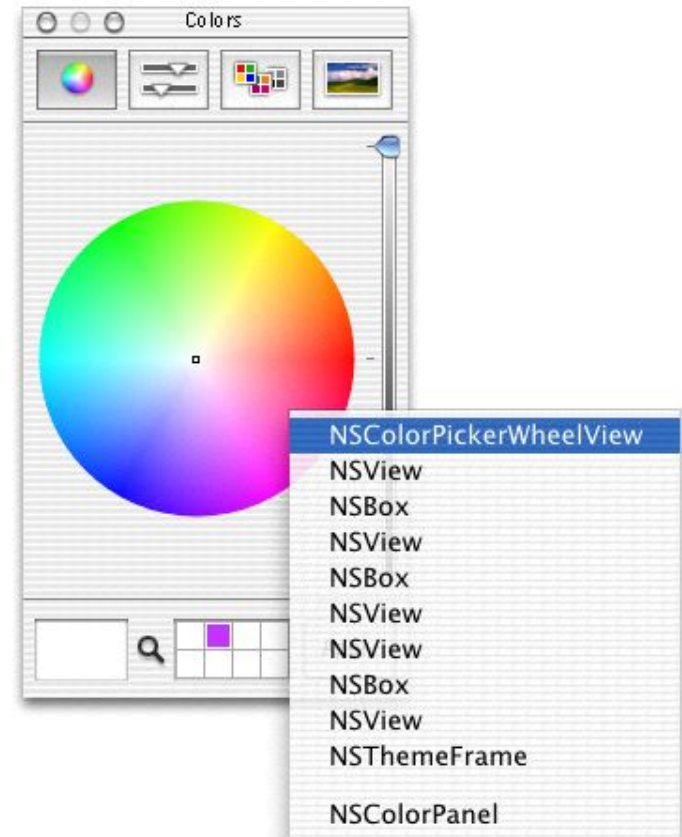 Colors
NSColorPickerWheelView
NSView
NSBox
NSView
NSBox
NSView
NSView
NSBox
NSView
NSThemeFrame
NSColorPanel